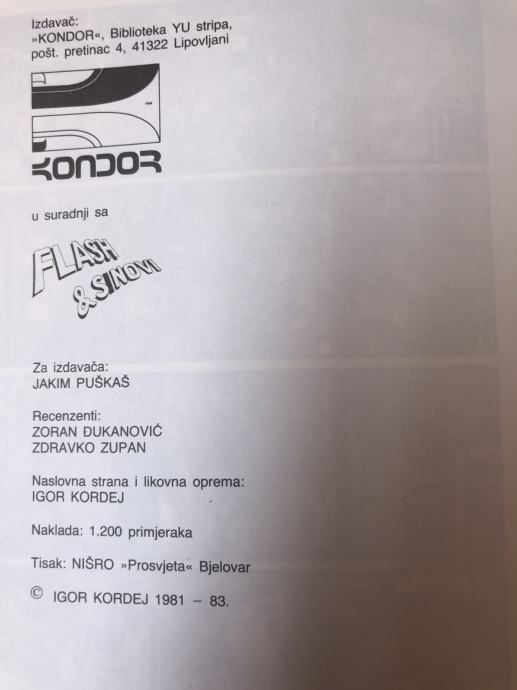 Izdavač:
»KONDOR«, Biblioteka YU stripa,
pošt. pretinac 4, 41322 Lipovljani
TM
KONDOR
u suradnji sa
FLASH
& SINOVI
Za izdavača:
JAKIM PUŠKAŠ
Recenzenti:
ZORAN ĐUKANOVIĆ
ZDRAVKO ZUPAN
Naslovna strana i likovna oprema:
IGOR KORDEJ
Naklada: 1.200 primjeraka
Tisak: NIŠRO »Prosvjeta« Bjelovar
© IGOR KORDEJ 1981 – 83.